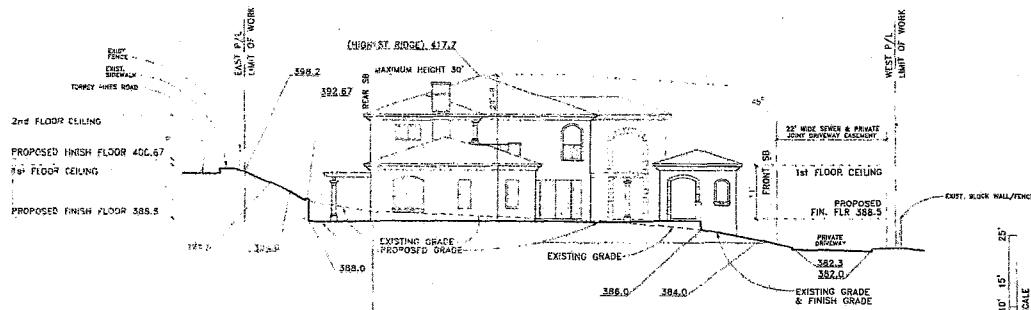 (HIGHEST RIDGE) 417.7
EAST P/L
LIMIT OF WORK
WEST P/L
LIMIT OF WORK
EXIST.
FENCE
EXIST.
SIDEWALK
TORREY PINES ROAD
398.2
392.67
REAR SB
MAXIMUM HEIGHT 30'
45°
22' WIDE SEWER & PRIVATE
JOINT DRIVEWAY EASEMENT
2nd FLOOR CEILING
PROPOSED FINISH FLOOR 400.67
1st FLOOR CEILING
PROPOSED FINISH FLOOR 388.5
FRONT SB
1st FLOOR CEILING
PROPOSED
FIN. FLR 388.5
EXIST. BLOCK WALL/FENC
PRIVATE
DRIVEWAY
25'
15'
10'
SCALE
388.0
EXISTING GRADE
PROPOSED GRADE
EXISTING GRADE
386.0
384.0
382.3
382.0
EXISTING GRADE
& FINISH GRADE